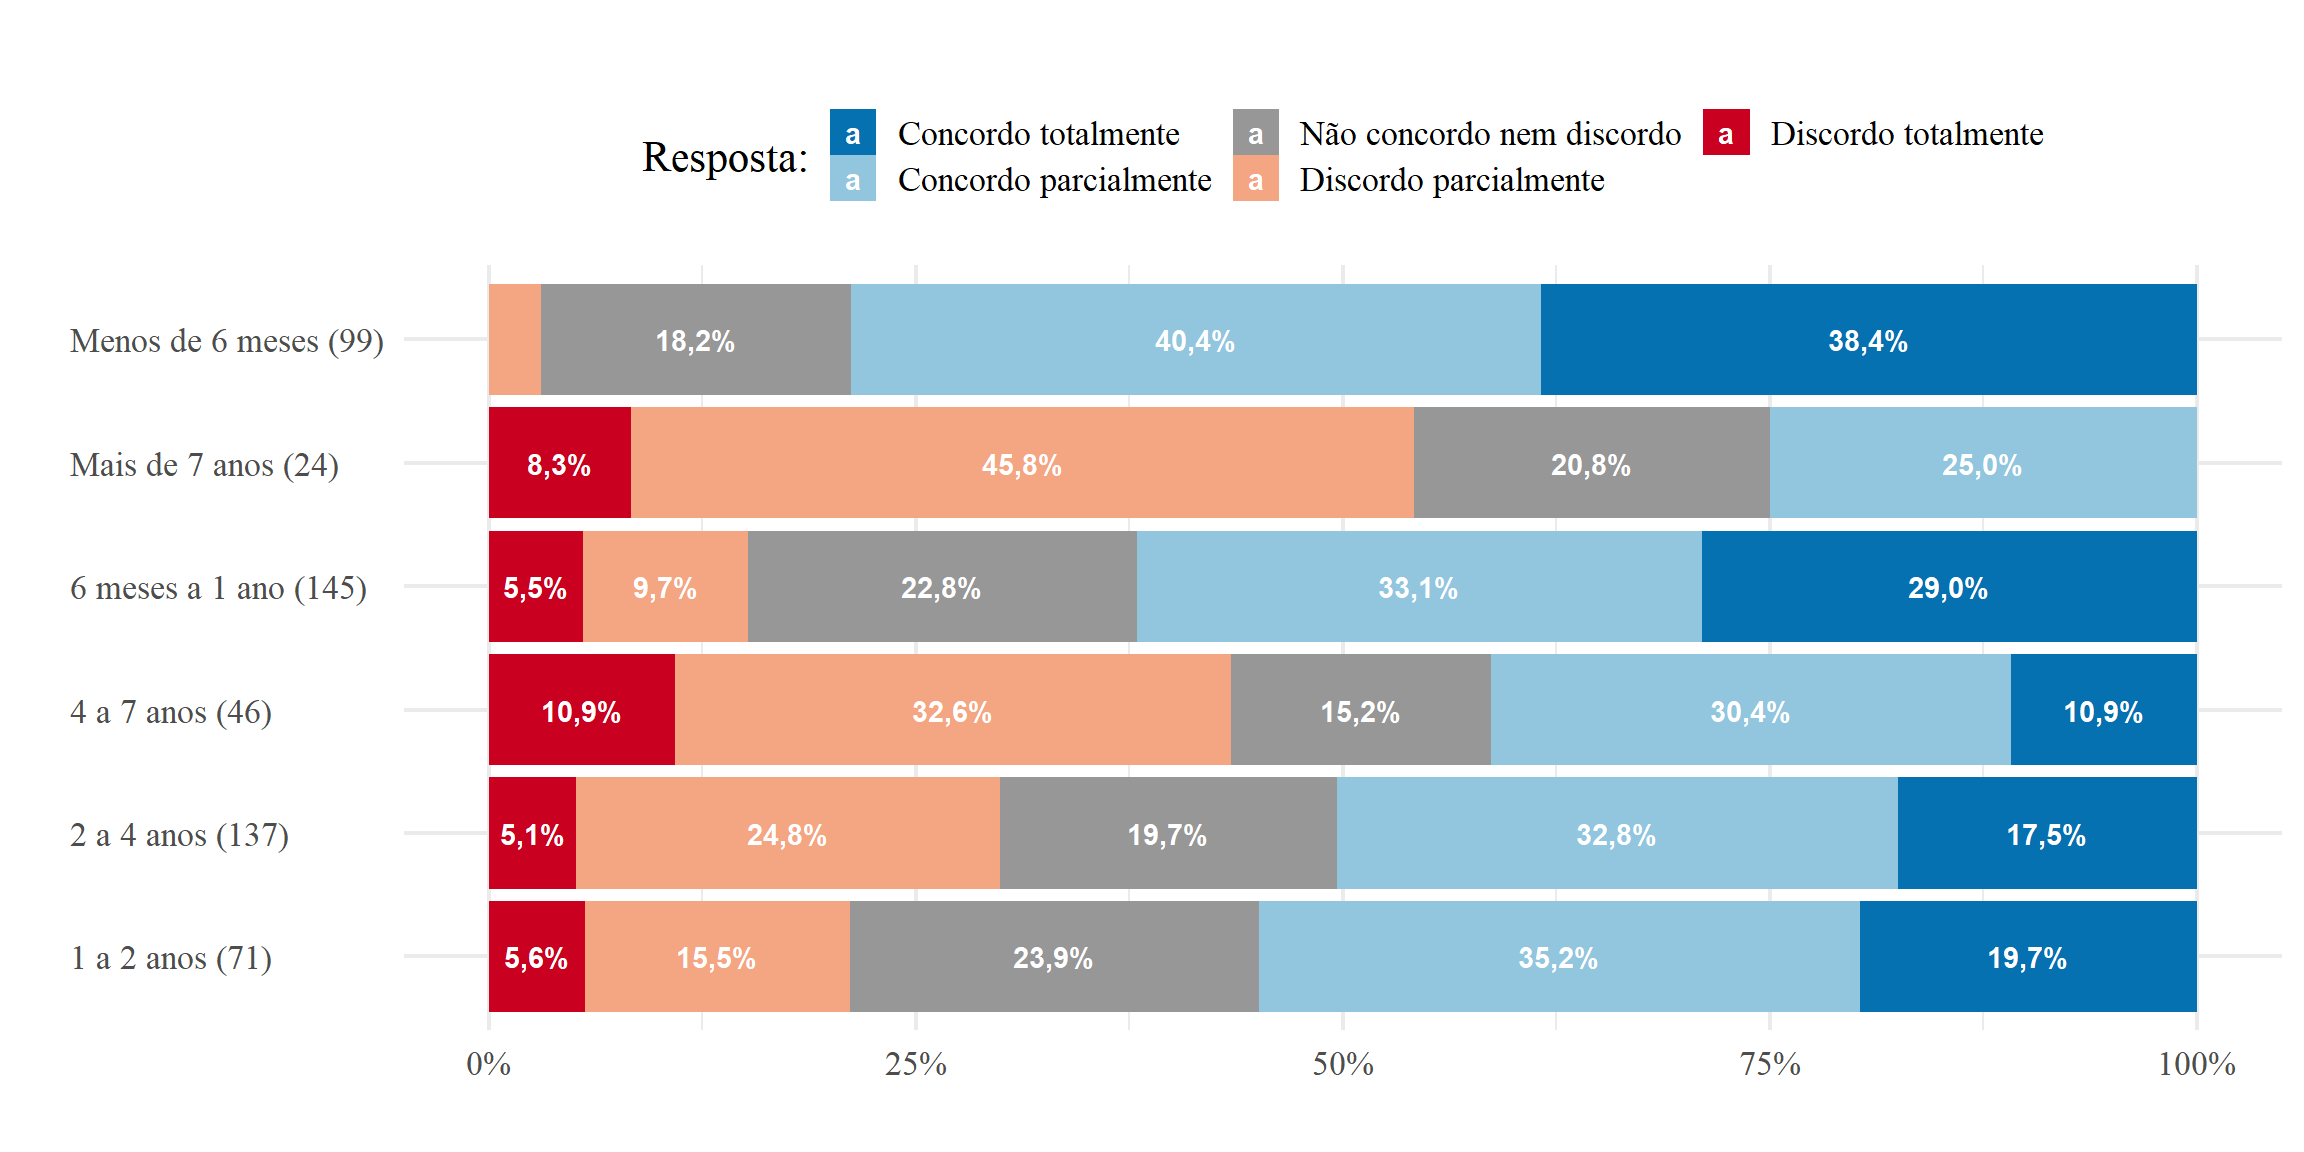 Resposta:
a Concordo totalmente
a Concordo parcialmente
a Não concordo nem discordo
a Discordo parcialmente
a Discordo totalmente
Menos de 6 meses (99) 18,2% 40,4% 38,4%
Mais de 7 anos (24) 8,3% 45,8% 20,8% 25,0%
6 meses a 1 ano (145) 5,5% 9,7% 22,8% 33,1% 29,0%
4 a 7 anos (46) 10,9% 32,6% 15,2% 30,4% 10,9%
2 a 4 anos (137) 5,1% 24,8% 19,7% 32,8% 17,5%
1 a 2 anos (71) 5,6% 15,5% 23,9% 35,2% 19,7%
0% 25% 50% 75% 100%